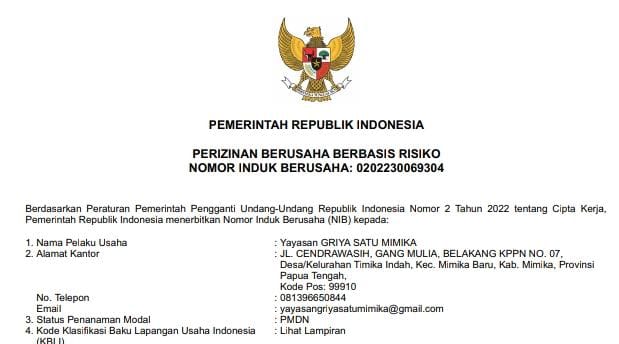 PEMERINTAH REPUBLIK INDONESIA
PERIZINAN BERUSAHA BERBASIS RISIKO
NOMOR INDUK BERUSAHA: 0202230069304
Berdasarkan Peraturan Pemerintah Pengganti Undang-Undang Republik Indonesia Nomor 2 Tahun 2022 tentang Cipta Kerja,
Pemerintah Republik Indonesia menerbitkan Nomor Induk Berusaha (NIB) kepada:
1. Nama Pelaku Usaha : Yayasan GRIYA SATU MIMIKA
2. Alamat Kantor : JL. CENDRAWASIH, GANG MULIA, BELAKANG KPPN NO. 07,
Desa/Kelurahan Timika Indah, Kec. Mimika Baru, Kab. Mimika, Provinsi
Papua Tengah,
Kode Pos: 99910
No. Telepon : 081396650844
Email : yayasangriyasatumimika@gmail.com
3. Status Penanaman Modal : PMDN
4. Kode Klasifikasi Baku Lapangan Usaha Indonesia : Lihat Lampiran
(KBLI)